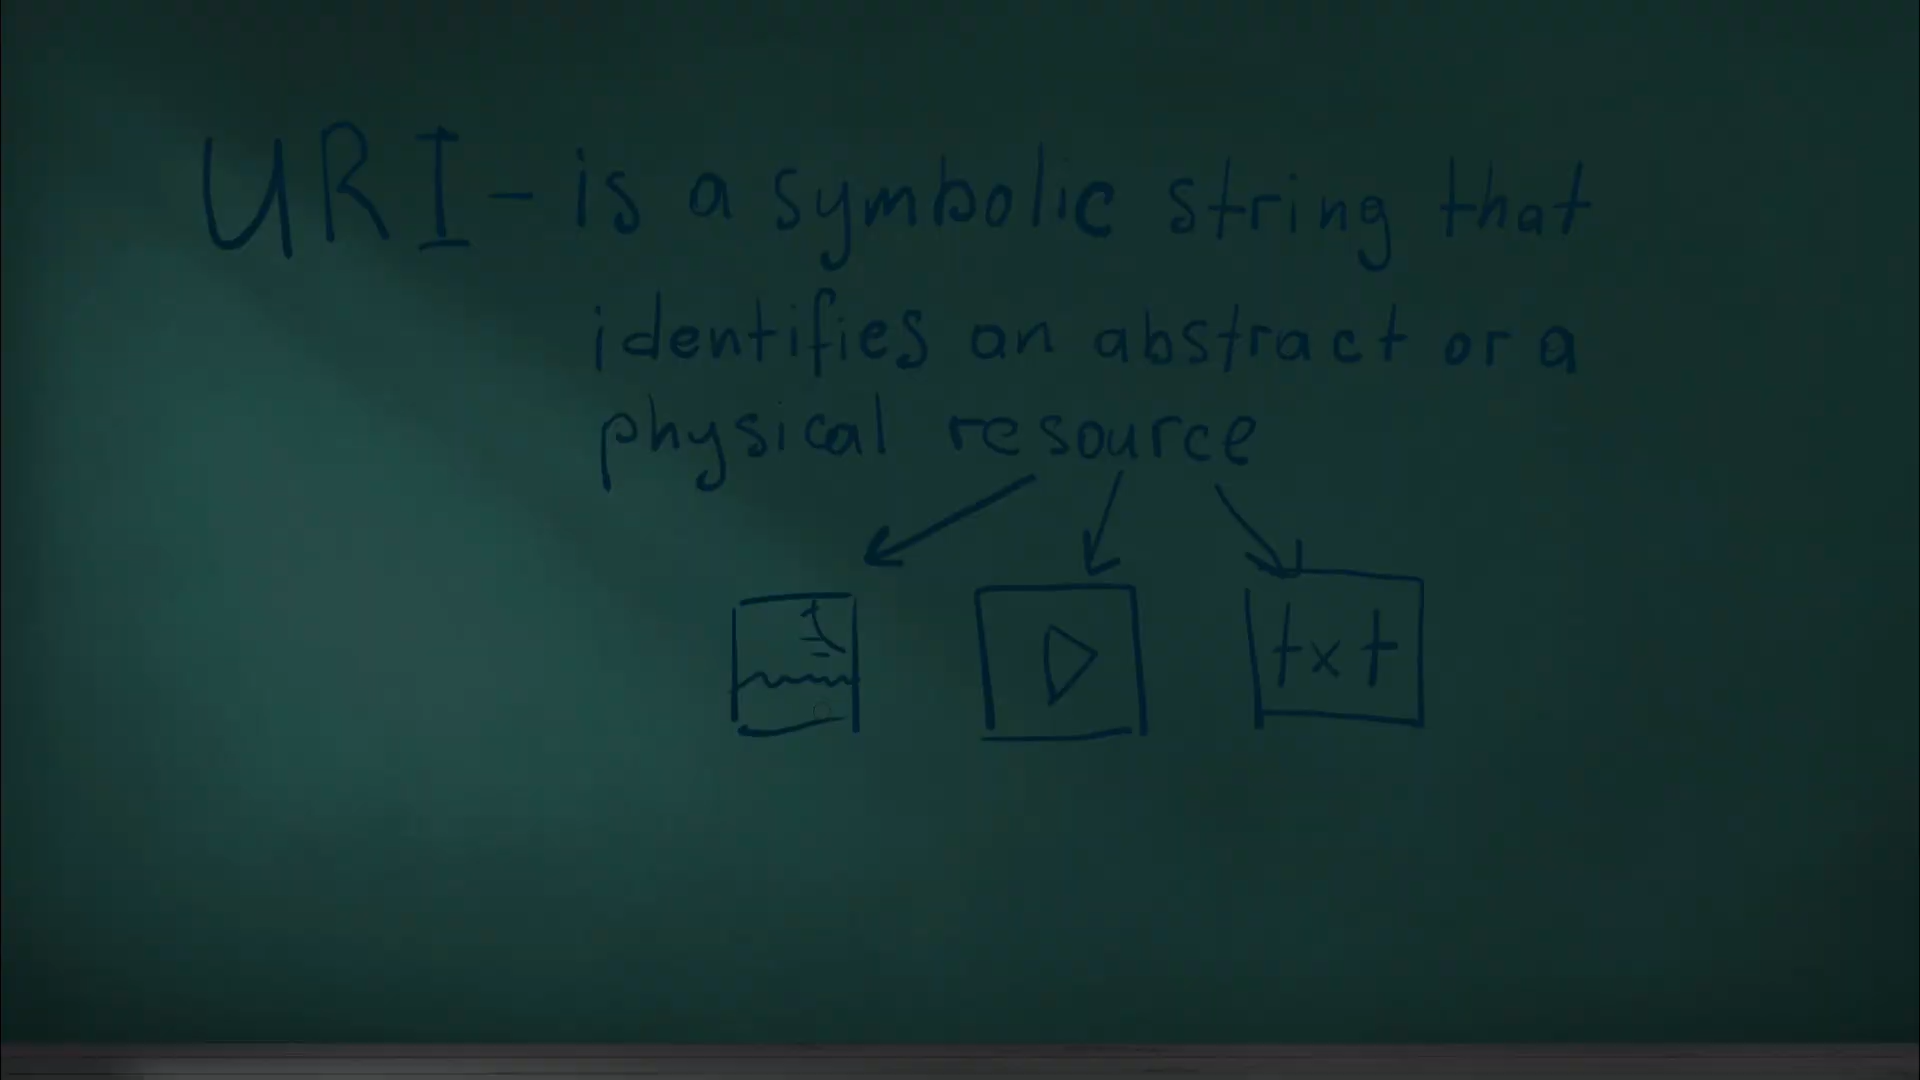 URI - is a symbolic string that
identifies an abstract or a
physical resource
txt